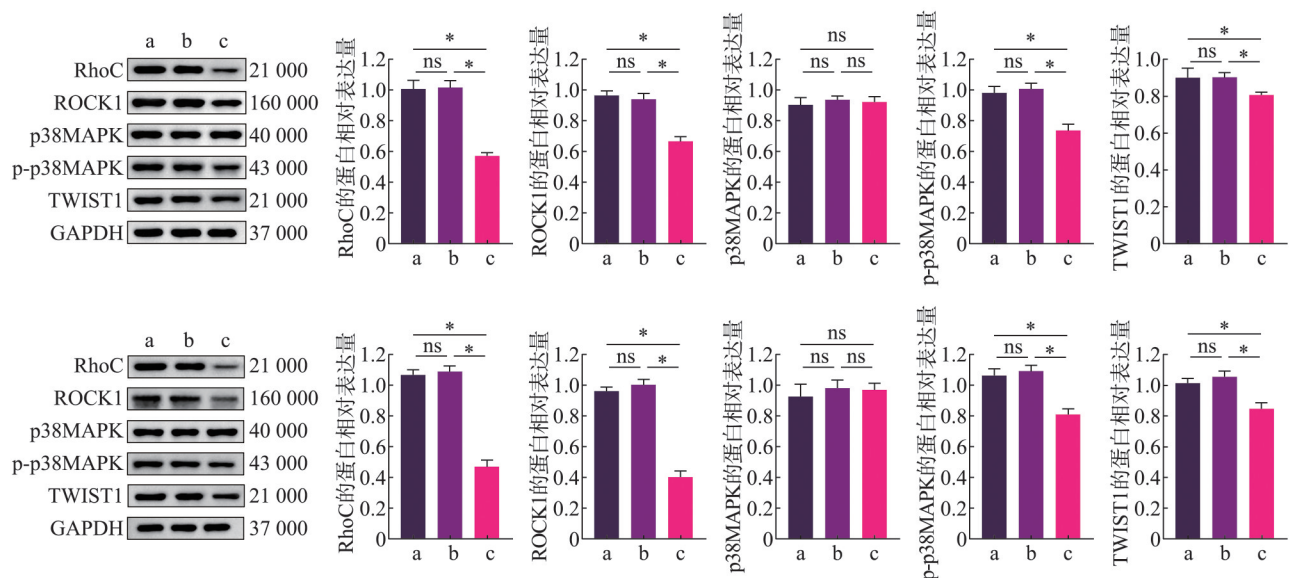 a b c
RhoC 21 000
ROCK1 160 000
p38MAPK 40 000
p-p38MAPK 43 000
TWIST1 21 000
GAPDH 37 000
RhoC的蛋白相对表达量
1.2
1.0
0.8
0.6
0.4
0.2
0
*
ns *
a b c
ROCK1的蛋白相对表达量
1.2
1.0
0.8
0.6
0.4
0.2
0
*
ns *
a b c
p38MAPK的蛋白相对表达量
1.2
1.0
0.8
0.6
0.4
0.2
0
ns
ns ns
a b c
p-p38MAPK的蛋白相对表达量
1.2
1.0
0.8
0.6
0.4
0.2
0
*
ns *
a b c
TWIST1的蛋白相对表达量
1.0
0.8
0.6
0.4
0.2
0
*
ns *
a b c
a b c
RhoC 21 000
ROCK1 160 000
p38MAPK 40 000
p-p38MAPK 43 000
TWIST1 21 000
GAPDH 37 000
RhoC的蛋白相对表达量
1.2
1.0
0.8
0.6
0.4
0.2
0
*
ns *
a b c
ROCK1的蛋白相对表达量
1.2
1.0
0.8
0.6
0.4
0.2
0
*
ns *
a b c
p38MAPK的蛋白相对表达量
1.2
1.0
0.8
0.6
0.4
0.2
0
ns
ns ns
a b c
p-p38MAPK的蛋白相对表达量
1.2
1.0
0.8
0.6
0.4
0.2
0
*
ns *
a b c
TWIST1的蛋白相对表达量
1.2
1.0
0.8
0.6
0.4
0.2
0
*
ns *
a b c